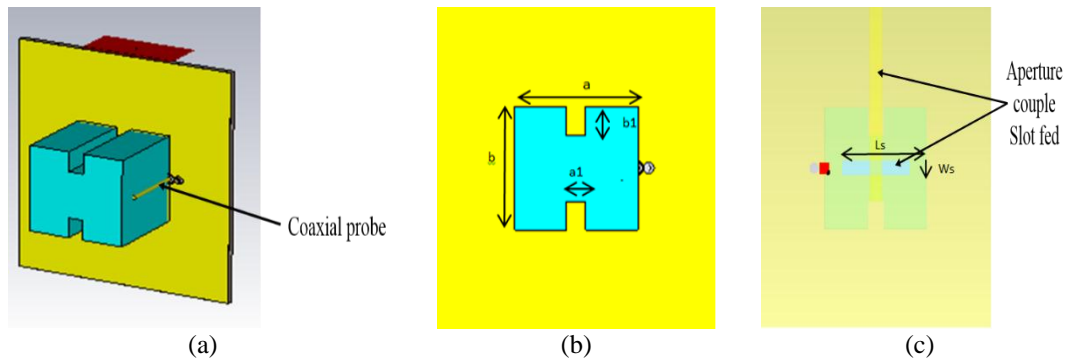 Coaxial probe
(a)
a
b1
b
a1
(b)
Aperture
couple
Slot fed
Ls
Ws
(c)